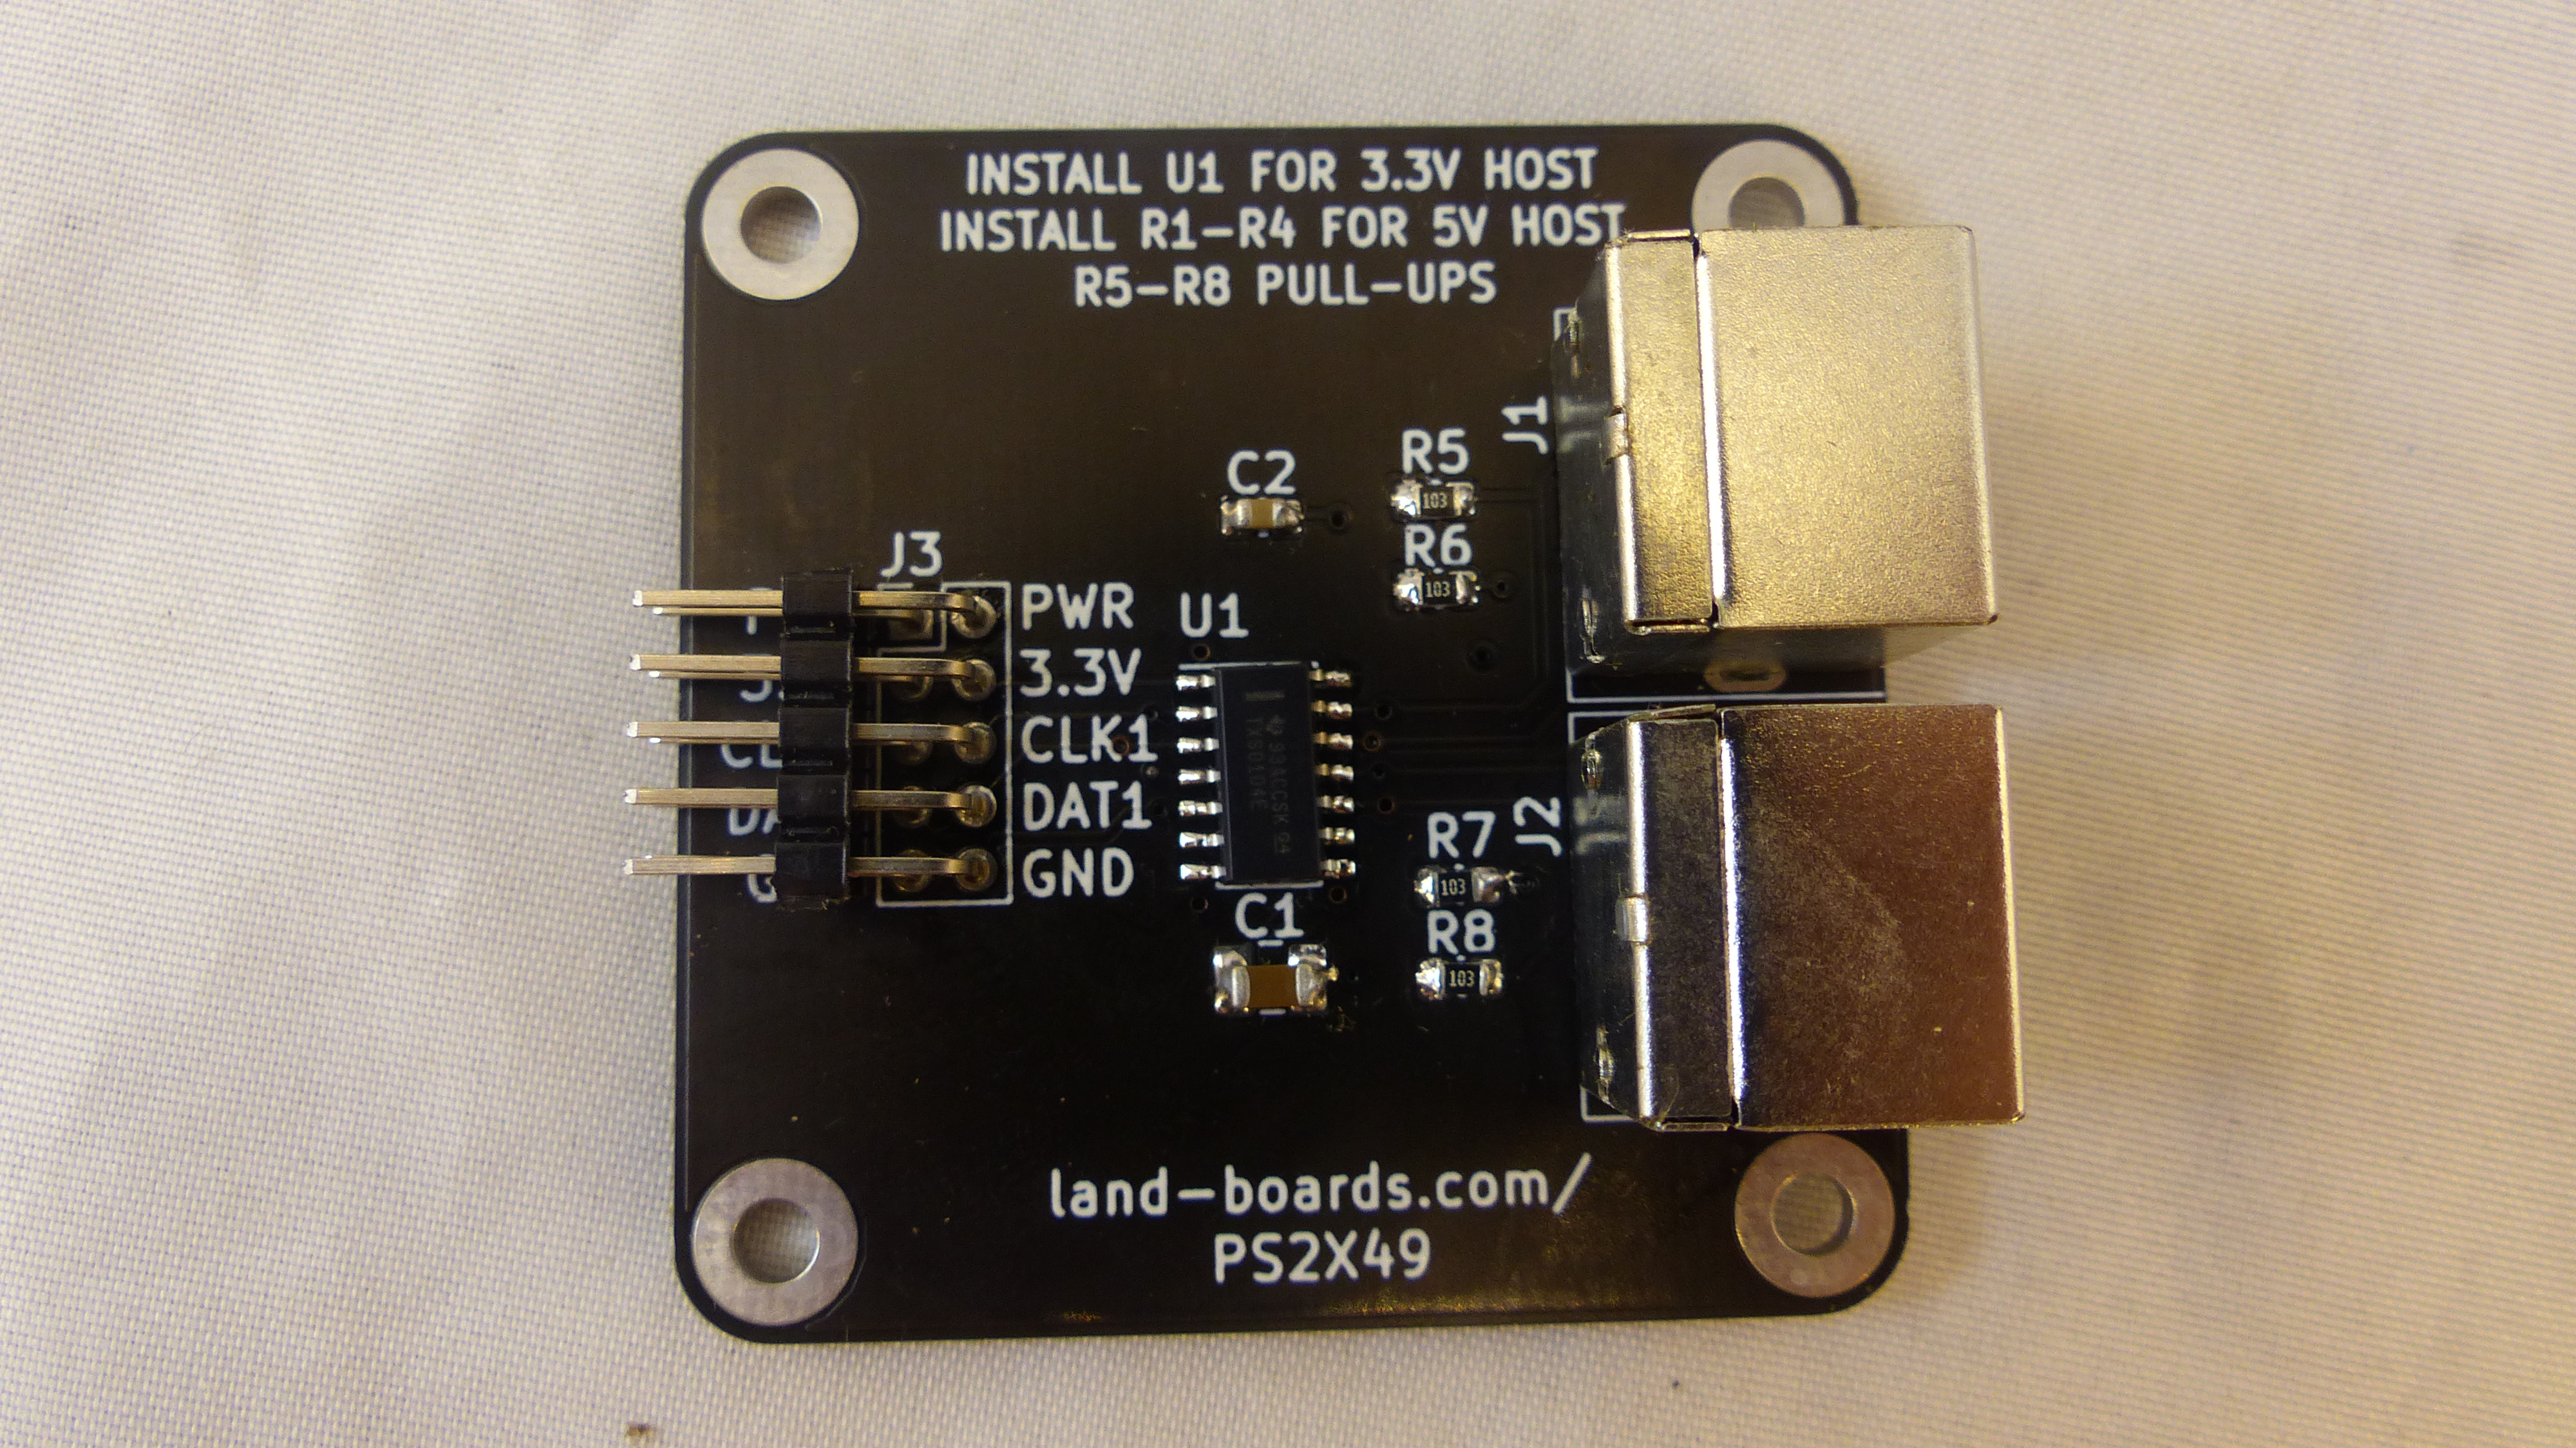 INSTALL U1 FOR 3.3V HOST
INSTALL R1-R4 FOR 5V HOST
R5-R8 PULL-UPS
J1
R5
103
C2
R6
103
J3
PWR
U1
3.3V
CLK1
DAT1
GND
TXS0104E
J2
R7
103
C1
R8
103
land-boards.com/
PS2X49